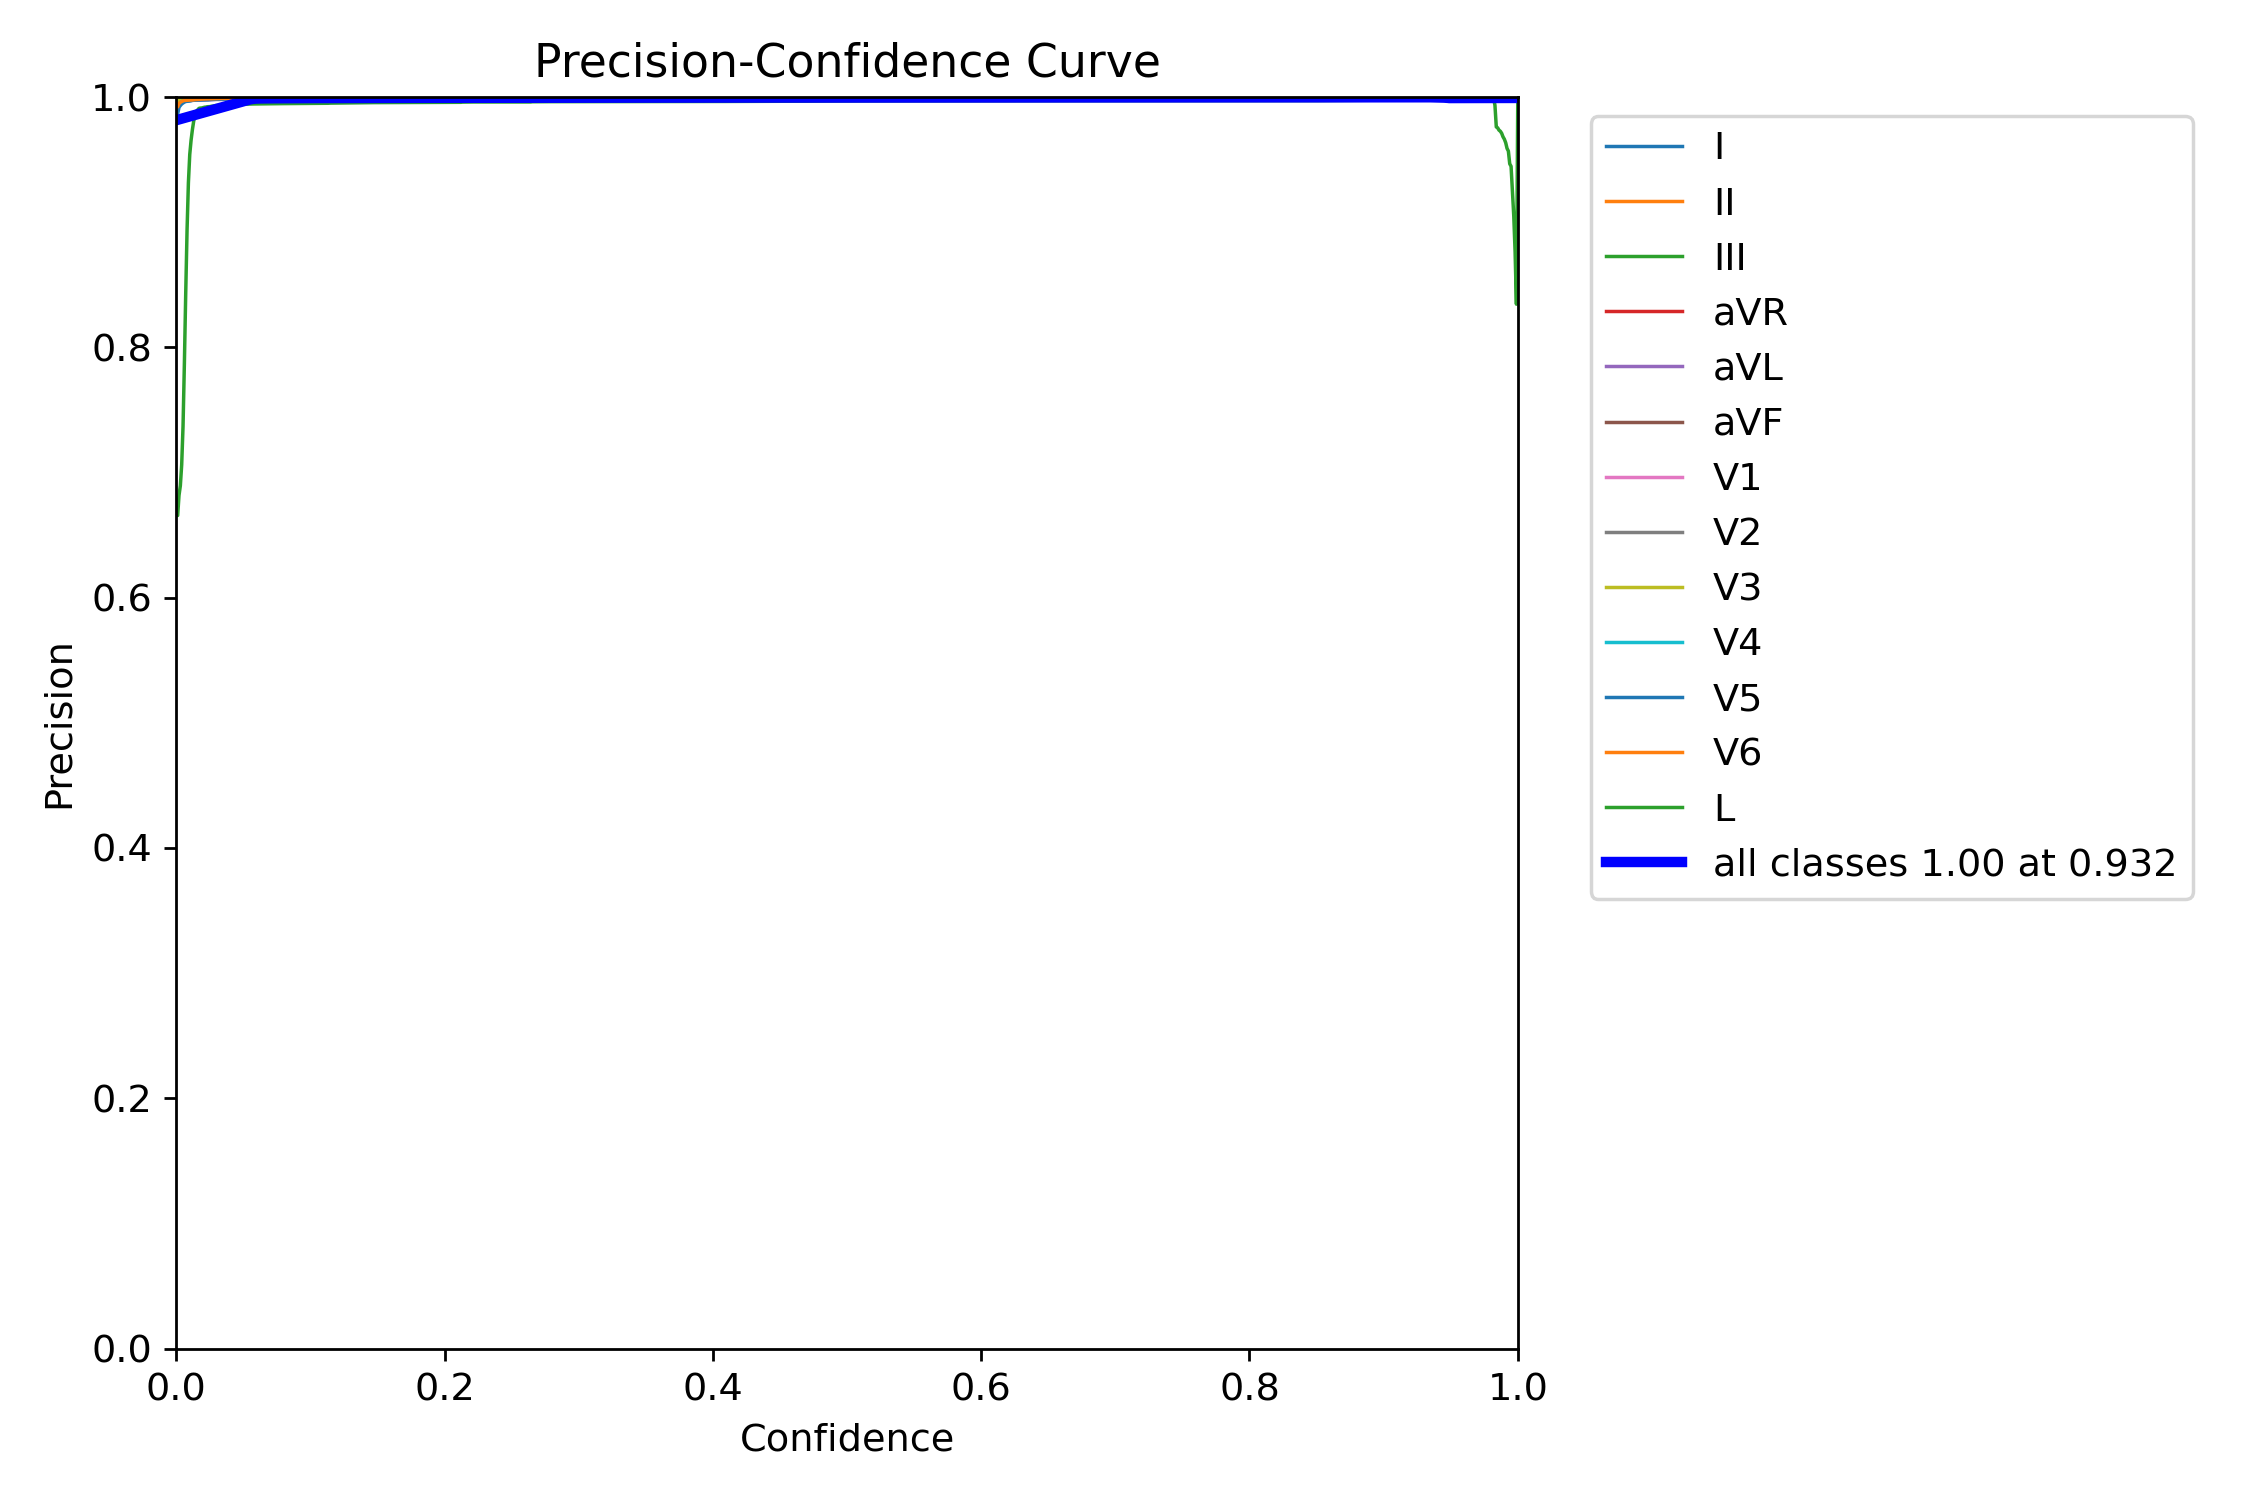 Precision-Confidence Curve
1.0
0.8
0.6
0.4
0.2
0.0
Precision
0.0 0.2 0.4 0.6 0.8 1.0
Confidence
I
II
III
aVR
aVL
aVF
V1
V2
V3
V4
V5
V6
L
all classes 1.00 at 0.932